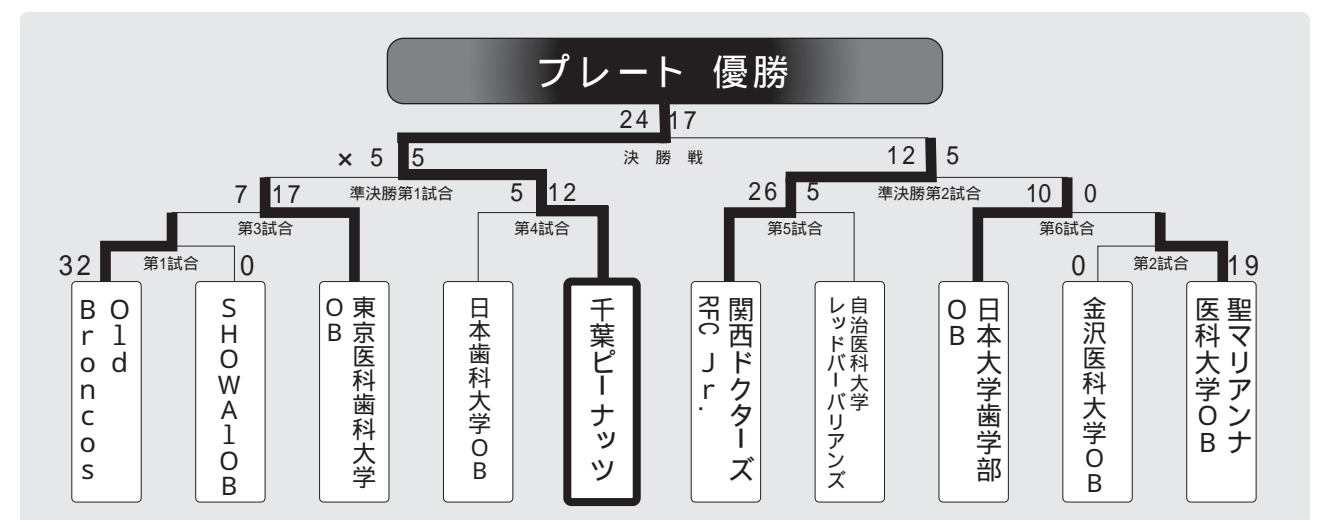 プレート 優勝
24 17
決勝戦
× 5 5
12 5
7 17
準決勝第1試合
5 12
26 5
準決勝第2試合
10 0
第3試合
第4試合
第5試合
第6試合
32
第1試合
0
0
第2試合
19
Old
Broncos
SHOWA1OB
東京医科歯科大学
OB
日本歯科大学OB
千葉ピーナッツ
関西ドクターズ
RFC Jr.
自治医科大学
レッドバーバリアンズ
日本大学歯学部
OB
金沢医科大学OB
聖マリアンナ
医科大学OB